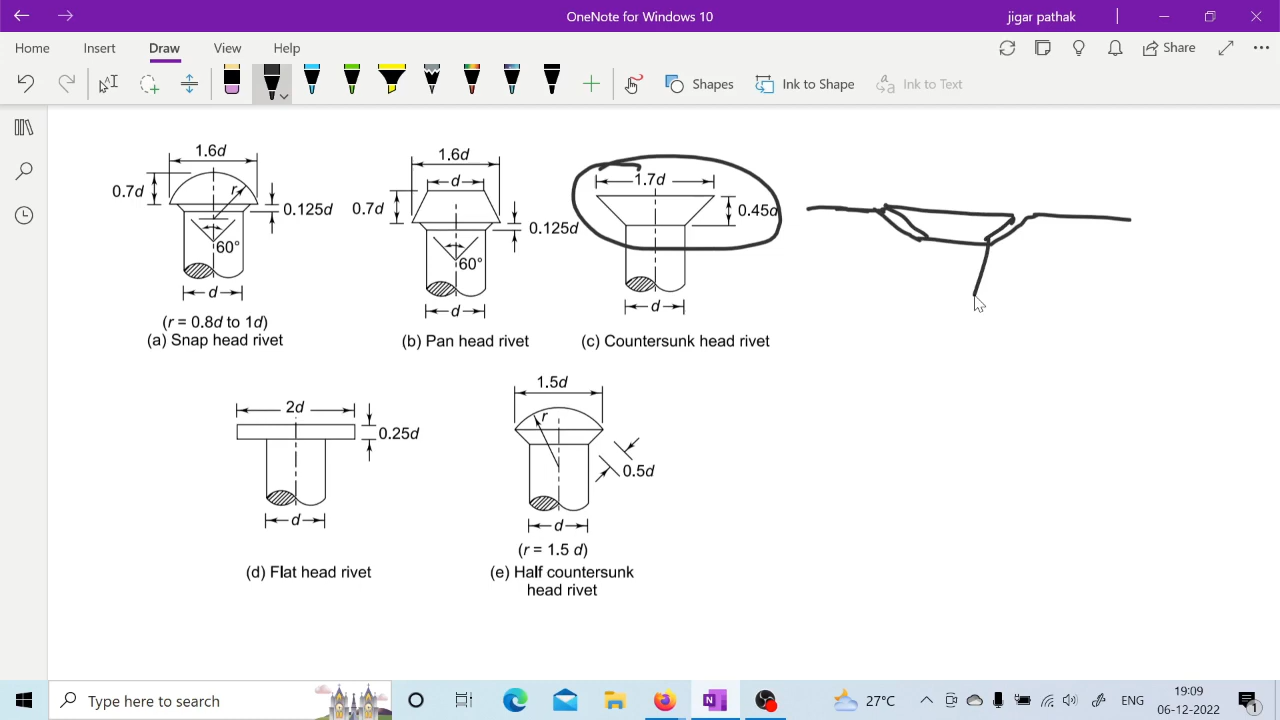 OneNote for Windows 10
jigar pathak
Home Insert Draw View Help
Share
Shapes
Ink to Shape
Ink to Text
1.6d
0.7d
r
0.125d
60°
d
(r = 0.8d to 1d)
(a) Snap head rivet
1.6d
d
0.7d
0.125d
60°
d
(b) Pan head rivet
1.7d
0.45d
d
(c) Countersunk head rivet
2d
0.25d
d
(d) Flat head rivet
1.5d
r
0.5d
d
(r = 1.5 d)
(e) Half countersunk
head rivet
Type here to search
27°C
ENG
19:09
06-12-2022
1